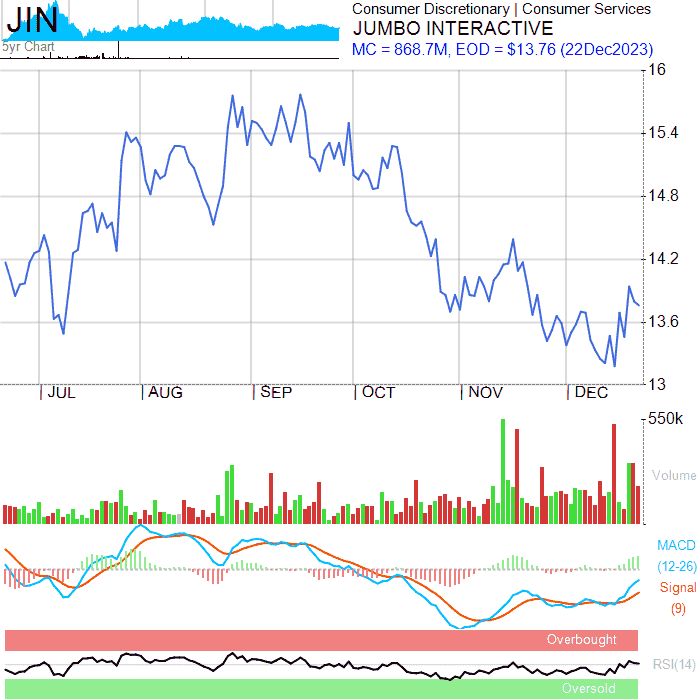 JIN
5yr Chart
Consumer Discretionary | Consumer Services
JUMBO INTERACTIVE
MC = 868.7M, EOD = $13.76 (22Dec2023)
16
15.4
14.8
14.2
13.6
13
JUL AUG SEP OCT NOV DEC
550k
Volume
MACD
(12-26)
Signal
(9)
Overbought
RSI(14)
Oversold